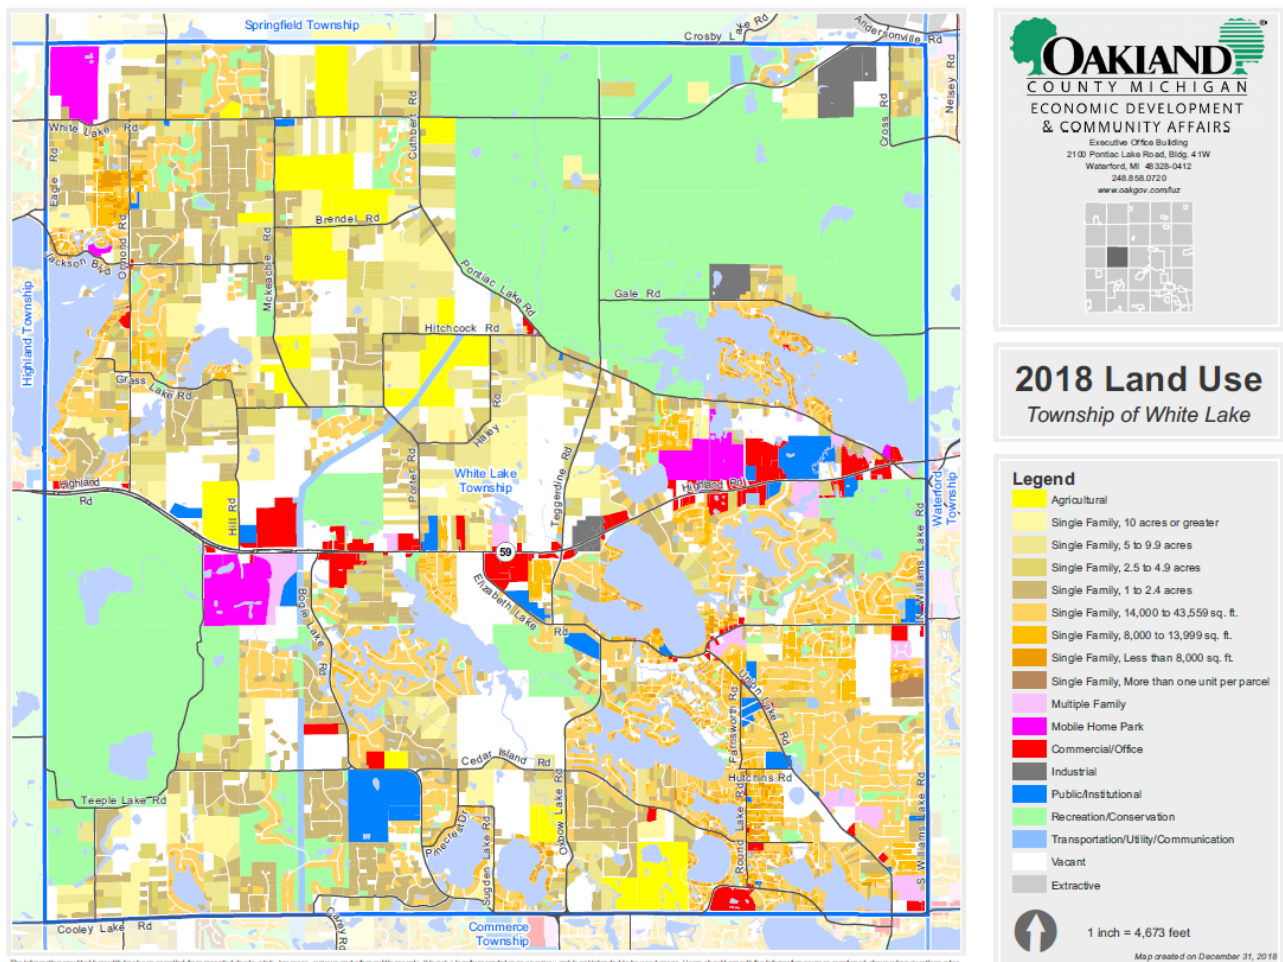 Springfield Township
Crosby Lake Rd
Andersonville Rd
Nelsey Rd
Cross Rd
Cuthbert Rd
White Lake Rd
Eagle Rd
Ormond Rd
Brendel Rd
Mckeachie Rd
Jackson Blvd
Pontiac Lake Rd
Gale Rd
Highland Township
Hitchcock Rd
Grass Lake Rd
Haley Rd
Porter Rd
White Lake
Township
Teggerdine Rd
Highland Rd
Highland
Rd
Hill Rd
Waterford
Township
N Williams Lake Rd
59
Elizabeth Lake Rd
Bogie Lake Rd
Union Lake Rd
Farnsworth Rd
Cedar Island Rd
Hutchins Rd
Teeple Lake Rd
Pinecrest Dr
Sugden Lake Rd
Oxbow Lake Rd
Round Lake Rd
S Williams Lake Rd
Cooley Lake Rd
Carey Rd
Commerce
Township
OAKLAND
COUNTY MICHIGAN
ECONOMIC DEVELOPMENT
& COMMUNITY AFFAIRS
Executive Office Building
2100 Pontiac Lake Road, Bldg. 41W
Waterford, MI 48328-0412
248.858.0720
www.oakgov.com/luz
2018 Land Use
Township of White Lake
Legend
Agricultural
Single Family, 10 acres or greater
Single Family, 5 to 9.9 acres
Single Family, 2.5 to 4.9 acres
Single Family, 1 to 2.4 acres
Single Family, 14,000 to 43,559 sq. ft.
Single Family, 8,000 to 13,999 sq. ft.
Single Family, Less than 8,000 sq. ft.
Single Family, More than one unit per parcel
Multiple Family
Mobile Home Park
Commercial/Office
Industrial
Public/Institutional
Recreation/Conservation
Transportation/Utility/Communication
Vacant
Extractive
1 inch = 4,673 feet
Map created on December 31, 2018